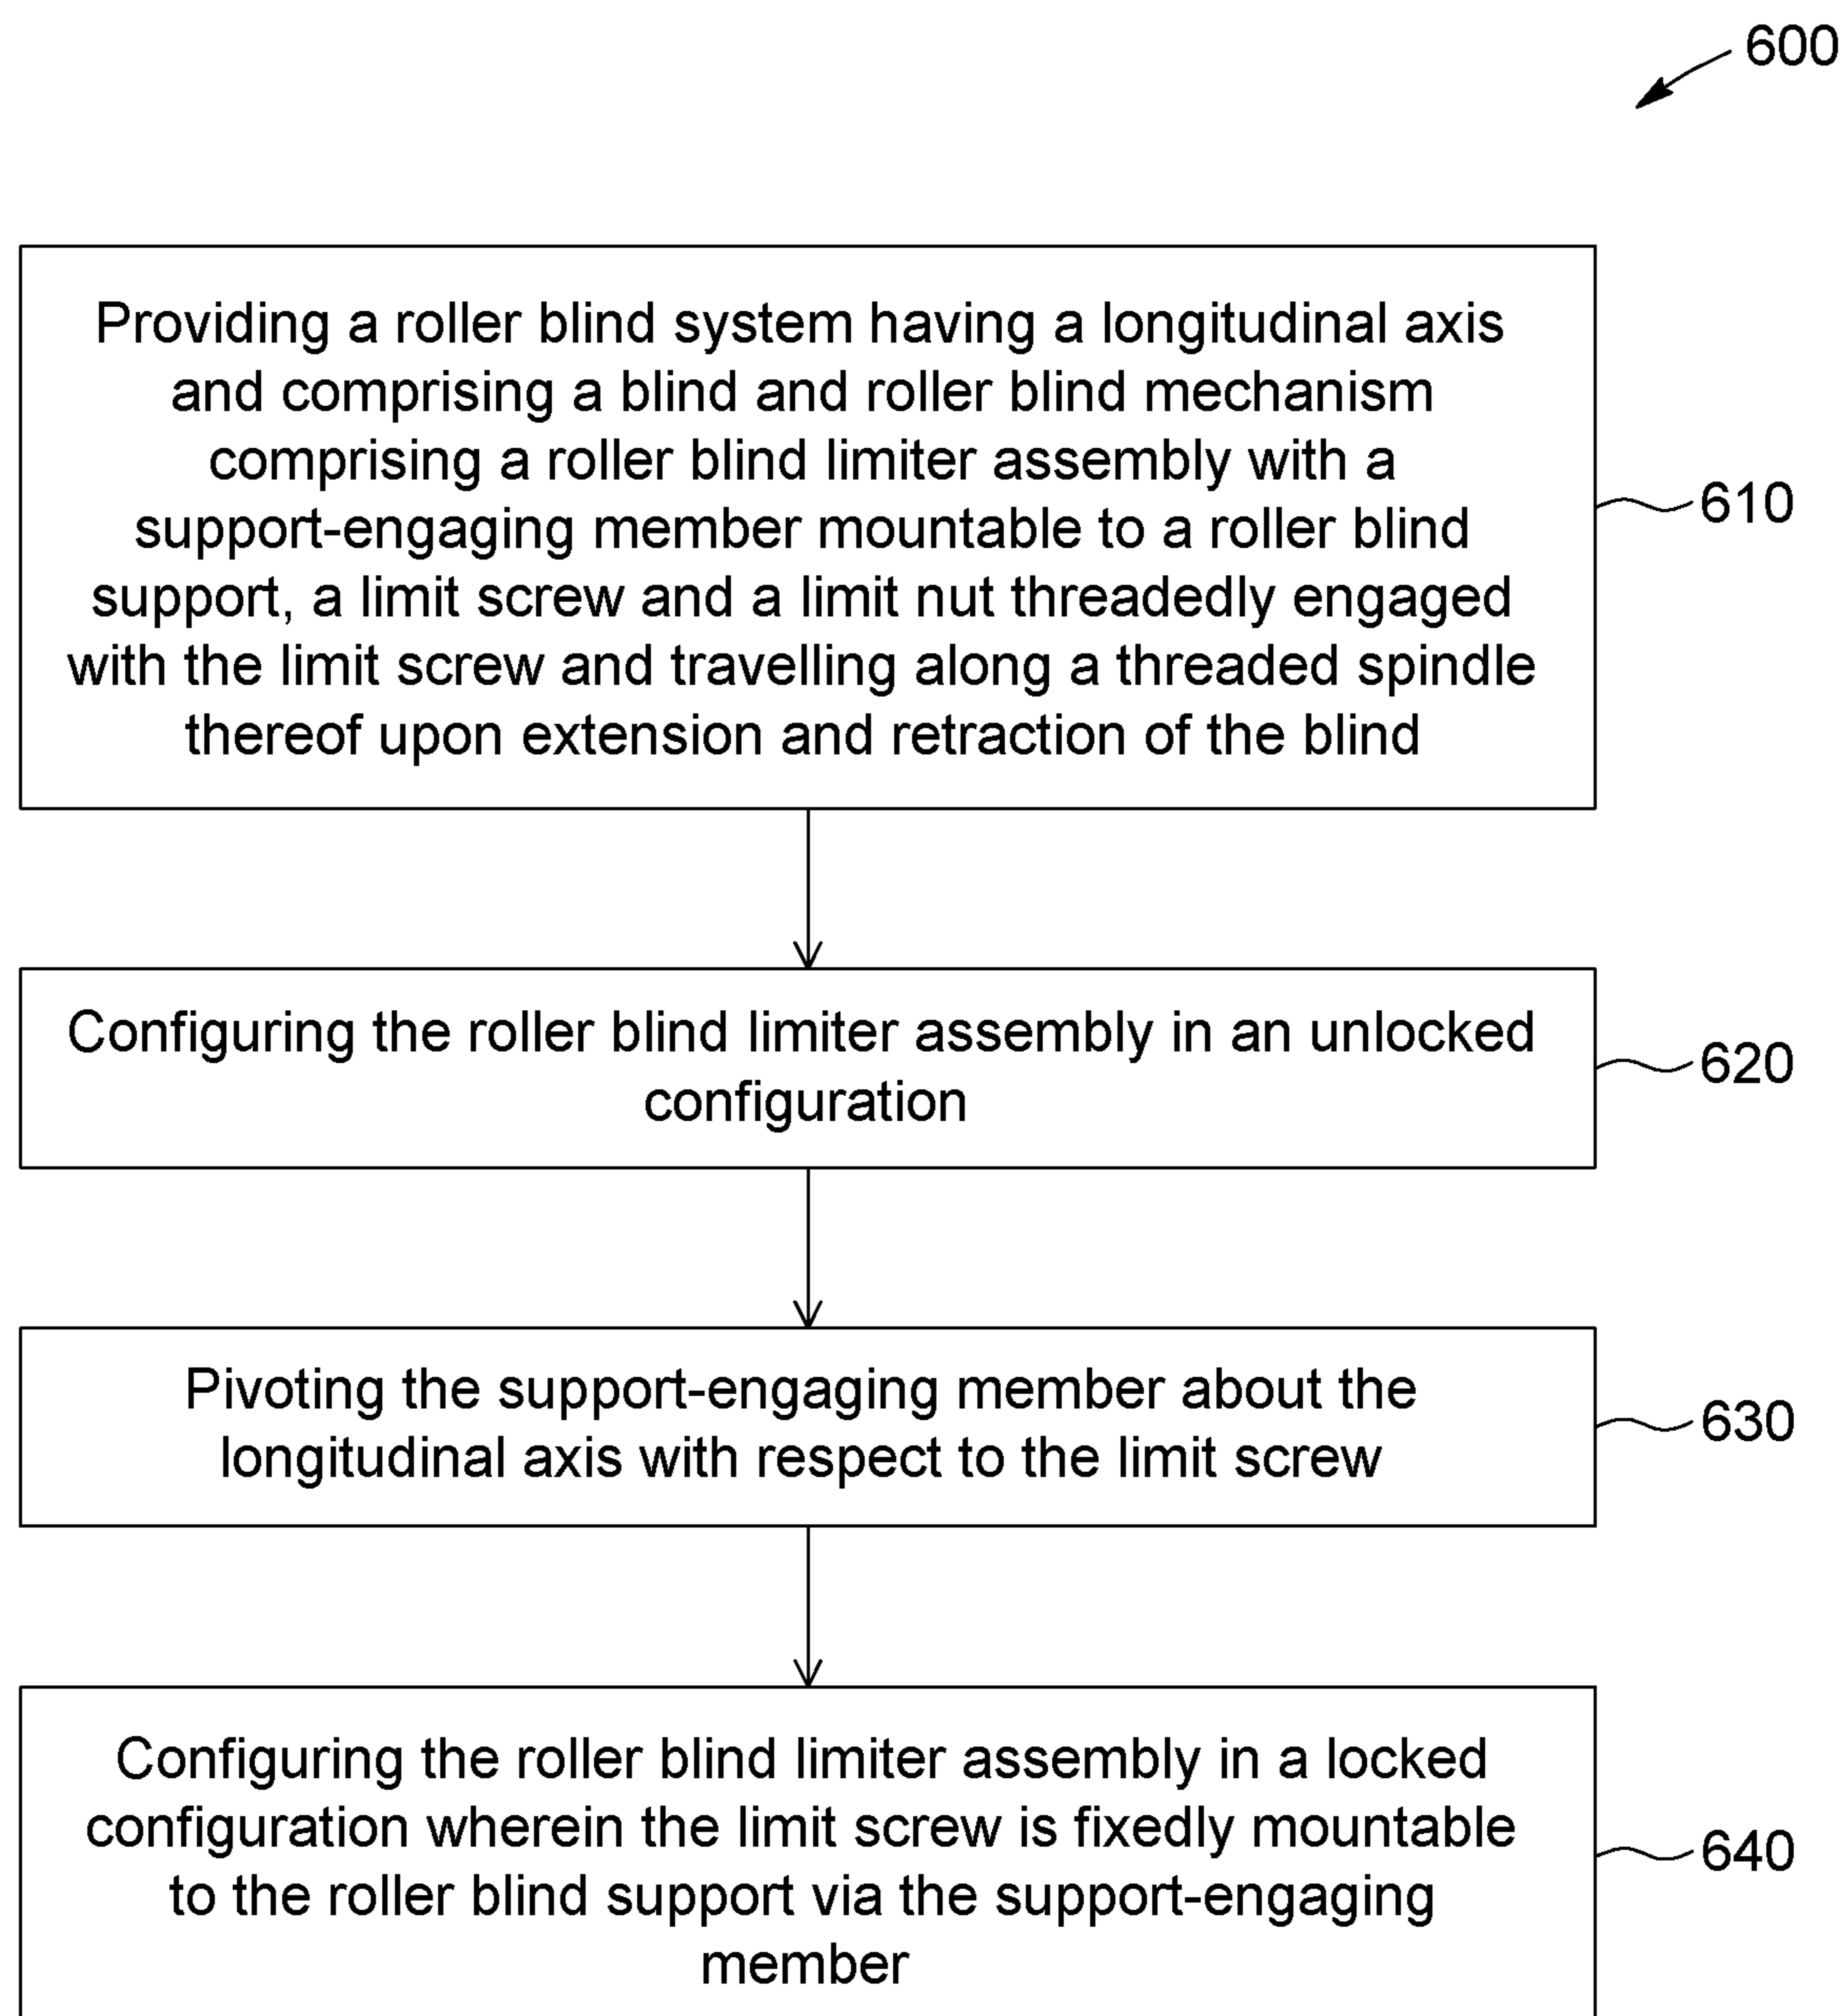 600
Providing a roller blind system having a longitudinal axis
and comprising a blind and roller blind mechanism
comprising a roller blind limiter assembly with a
support-engaging member mountable to a roller blind
support, a limit screw and a limit nut threadedly engaged
with the limit screw and travelling along a threaded spindle
thereof upon extension and retraction of the blind
610
Configuring the roller blind limiter assembly in an unlocked
configuration
620
Pivoting the support-engaging member about the
longitudinal axis with respect to the limit screw
630
Configuring the roller blind limiter assembly in a locked
configuration wherein the limit screw is fixedly mountable
to the roller blind support via the support-engaging
member
640